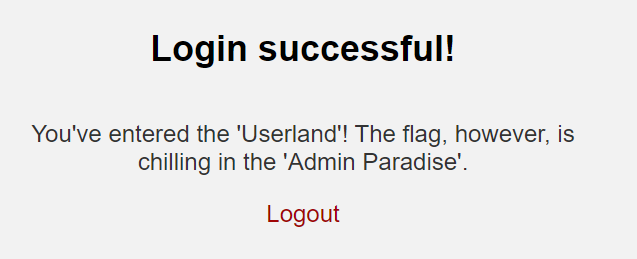 Login successful!
You've entered the 'Userland'! The flag, however, is
chilling in the 'Admin Paradise'.
Logout